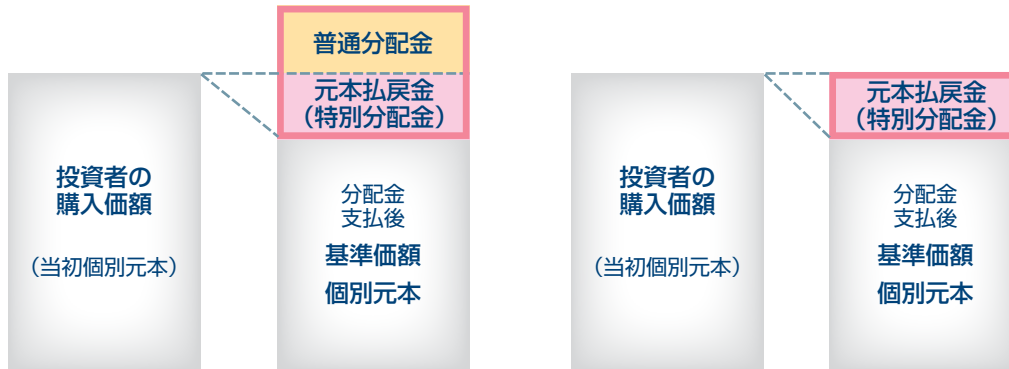 普通分配金
元本払戻金
（特別分配金）
投資者の
購入価額
（当初個別元本）
分配金
支払後
基準価額
個別元本
元本払戻金
（特別分配金）
投資者の
購入価額
（当初個別元本）
分配金
支払後
基準価額
個別元本